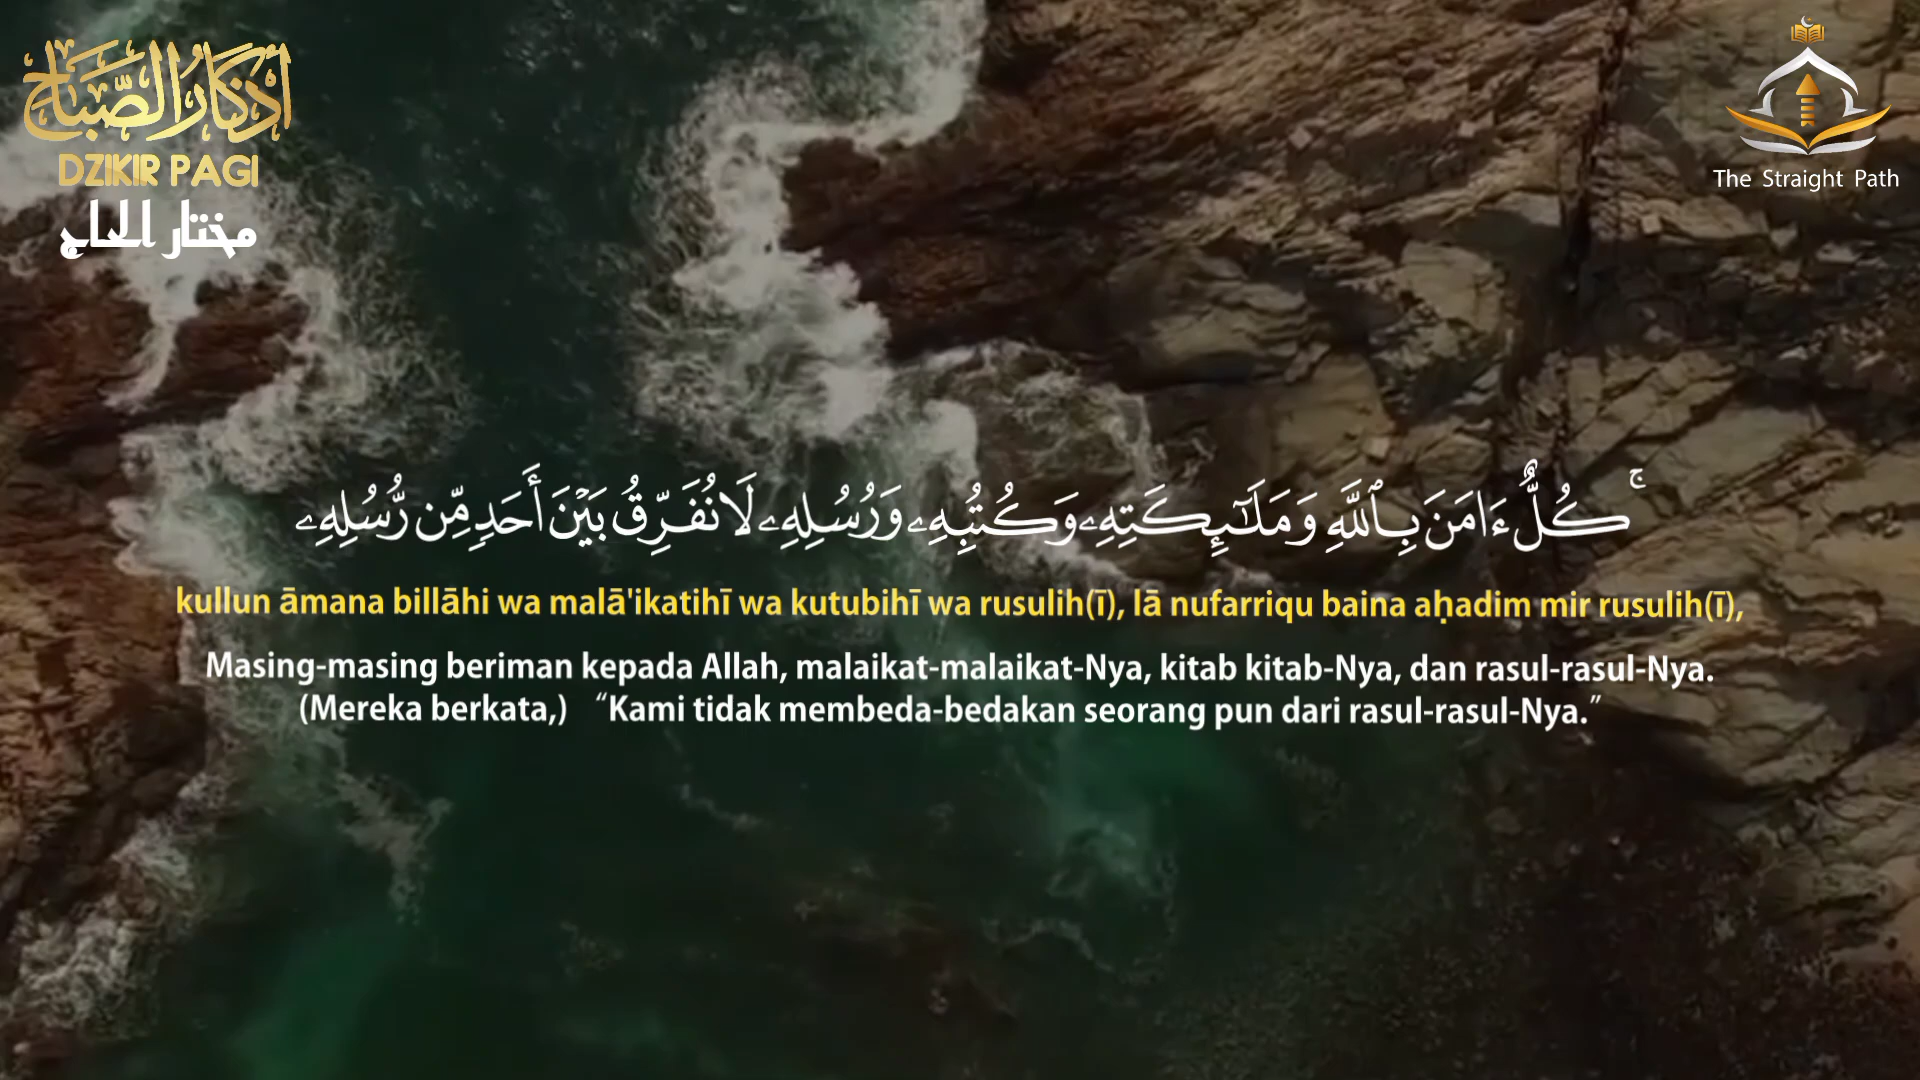 أذكار الصباح
DZIKIR PAGI
مختار الحاج
The Straight Path
ۚ كُلٌّ ءَامَنَ بِٱللَّهِ وَمَلَـٰٓئِكَتِهِۦ وَكُتُبِهِۦ وَرُسُلِهِۦ لَا نُفَرِّقُ بَيْنَ أَحَدٍ مِّن رُّسُلِهِۦ
kullun āmana billāhi wa malā'ikatihī wa kutubihī wa rusulih(ī), lā nufarriqu baina aḥadim mir rusulih(ī),
Masing-masing beriman kepada Allah, malaikat-malaikat-Nya, kitab kitab-Nya, dan rasul-rasul-Nya.
(Mereka berkata,) “Kami tidak membeda-bedakan seorang pun dari rasul-rasul-Nya.”